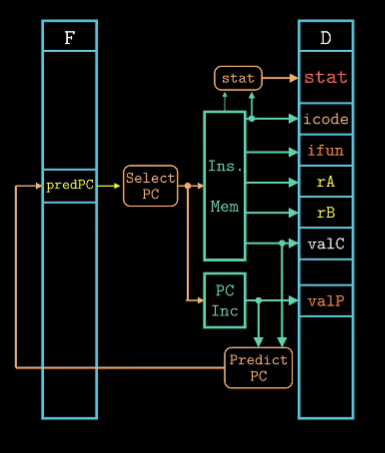 F
D
stat
stat
icode
Ins.
ifun
predPC
Select
PC
rA
Mem
rB
valC
PC
Inc
valP
Predict
PC